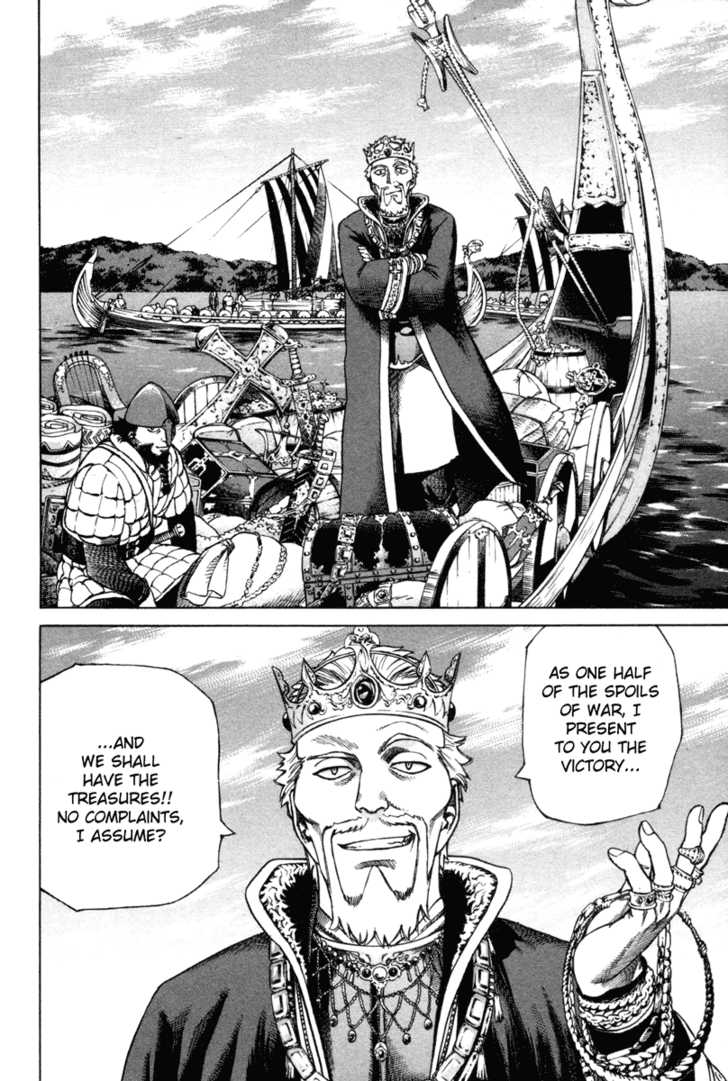 AS ONE HALF
OF THE SPOILS
OF WAR, I
PRESENT
TO YOU THE
VICTORY...
...AND
WE SHALL
HAVE THE
TREASURES!!
NO COMPLAINTS,
I ASSUME?